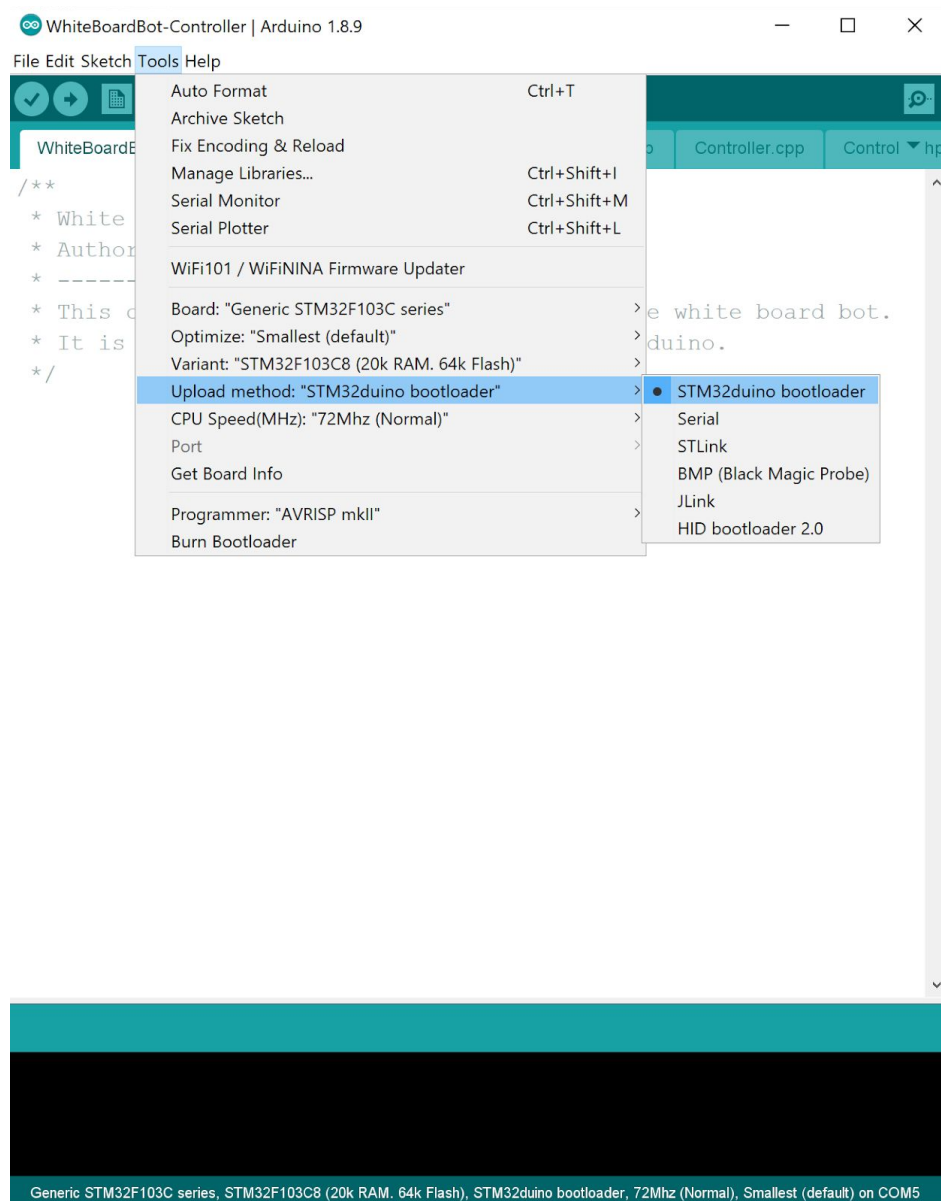 WhiteBoardBot-Controller | Arduino 1.8.9
File Edit Sketch Tools Help
Auto Format Ctrl+T
Archive Sketch
Fix Encoding & Reload
Manage Libraries... Ctrl+Shift+I
Serial Monitor Ctrl+Shift+M
Serial Plotter Ctrl+Shift+L
WiFi101 / WiFiNINA Firmware Updater
Board: "Generic STM32F103C series"
Optimize: "Smallest (default)"
Variant: "STM32F103C8 (20k RAM. 64k Flash)"
Upload method: "STM32duino bootloader"
CPU Speed(MHz): "72Mhz (Normal)"
Port
Get Board Info
Programmer: "AVRISP mkII"
Burn Bootloader
STM32duino bootloader
Serial
STLink
BMP (Black Magic Probe)
JLink
HID bootloader 2.0
WhiteBoardB Controller.cpp Control hp
/**
* White
* Author
* ------
* This c e white board bot.
* It is duino.
*/
Generic STM32F103C series, STM32F103C8 (20k RAM. 64k Flash), STM32duino bootloader, 72Mhz (Normal), Smallest (default) on COM5